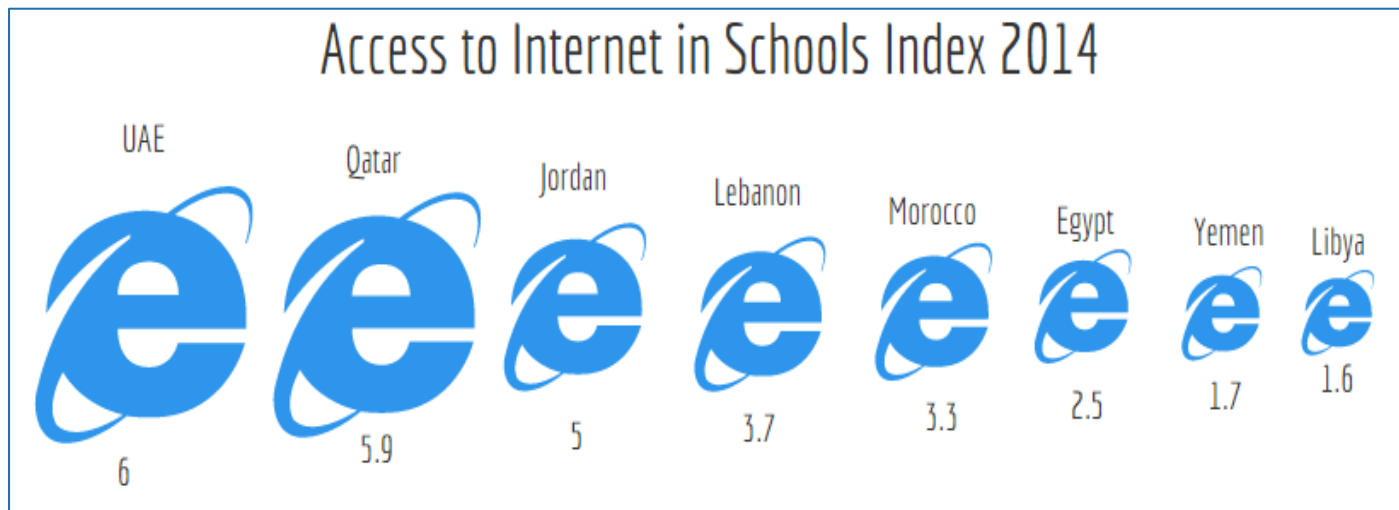 Access to Internet in Schools Index 2014
UAE
6
Qatar
5.9
Jordan
5
Lebanon
3.7
Morocco
3.3
Egypt
2.5
Yemen
1.7
Libya
1.6